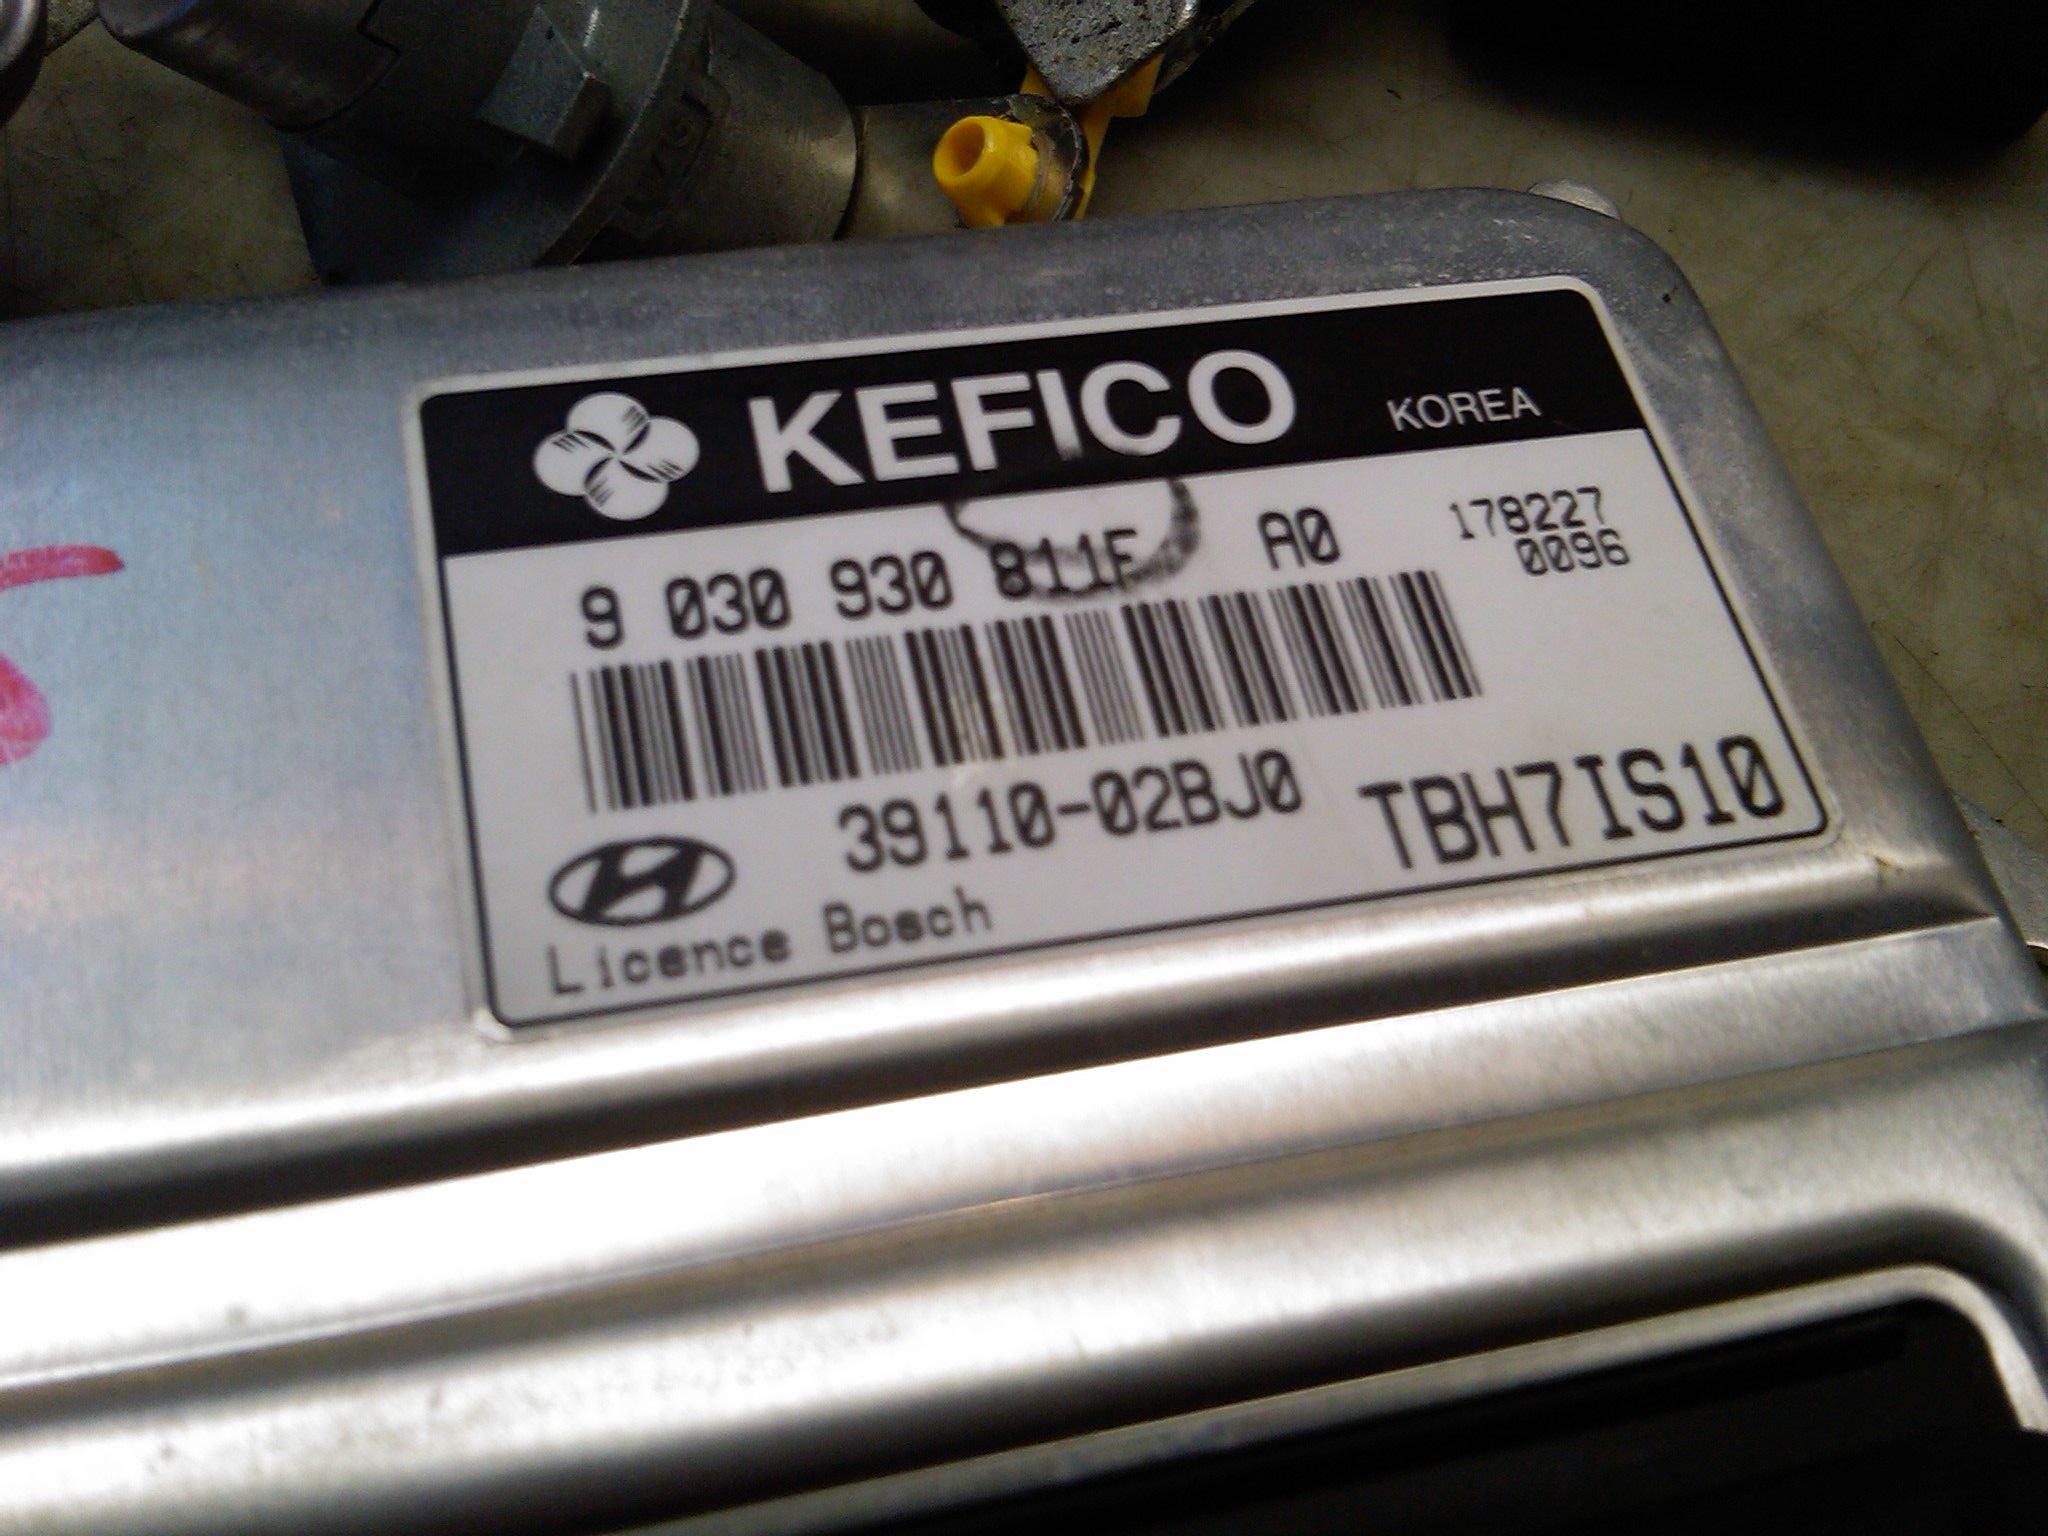 KEFICO KOREA
9 030 930 811F A0 178227
0096
39110-02BJ0 TBH7IS10
Licence Bosch